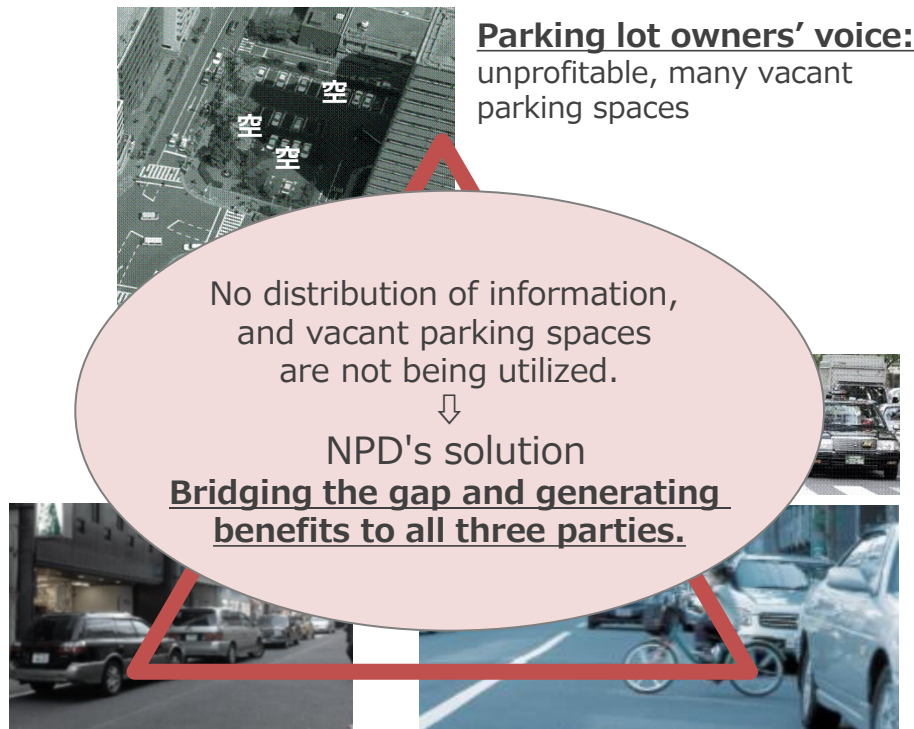 Parking lot owners’ voice:
unprofitable, many vacant
parking spaces
空
空
空
No distribution of information,
and vacant parking spaces
are not being utilized.
⇩
NPD's solution
Bridging the gap and generating
benefits to all three parties.